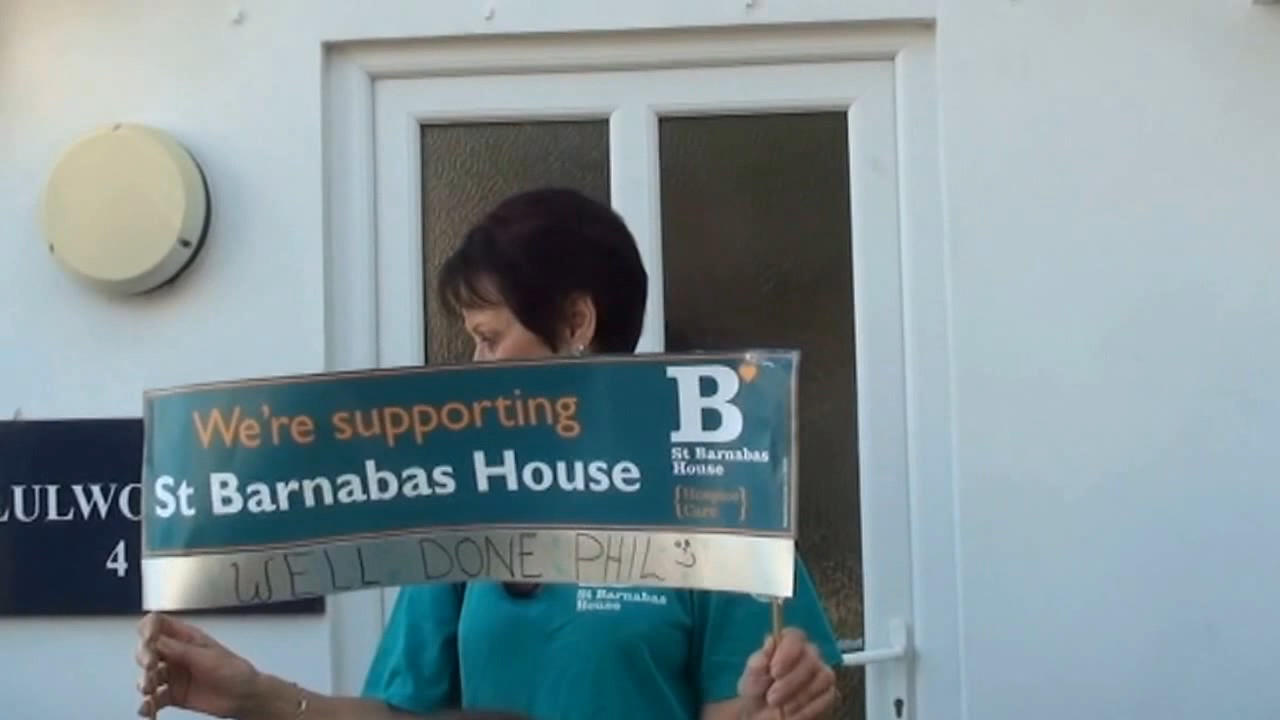 We're supporting
St Barnabas House
B
St Barnabas
House
{Hospice
Care}
WELL DONE PHIL
LULWO
4
St Barnabas
House